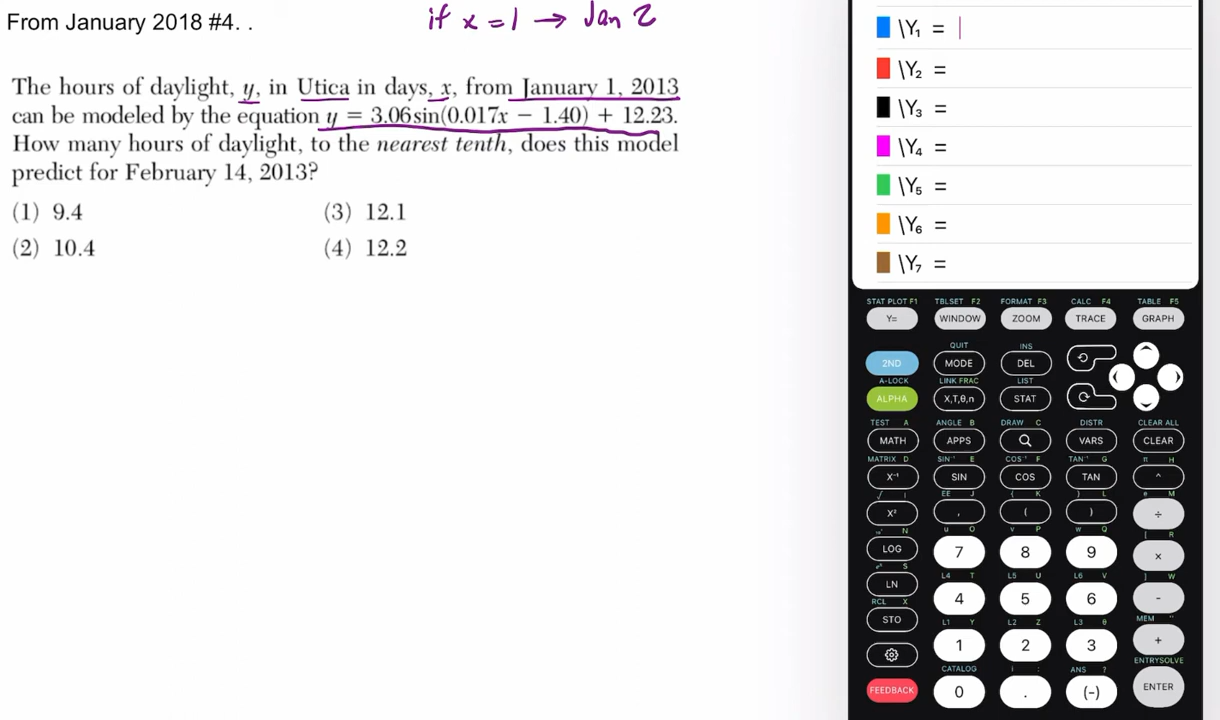 From January 2018 #4. .
if x = 1 → Jan 2
The hours of daylight, y, in Utica in days, x, from January 1, 2013
can be modeled by the equation y = 3.06sin(0.017x − 1.40) + 12.23.
How many hours of daylight, to the nearest tenth, does this model
predict for February 14, 2013?
(1) 9.4 (3) 12.1
(2) 10.4 (4) 12.2
\Y₁ =
\Y₂ =
\Y₃ =
\Y₄ =
\Y₅ =
\Y₆ =
\Y₇ =
STAT PLOT F1 TBLSET F2 FORMAT F3 CALC F4 TABLE F5
Y= WINDOW ZOOM TRACE GRAPH
QUIT INS
2ND MODE DEL
A-LOCK LINK FRAC LIST
ALPHA X,T,θ,n STAT
TEST A ANGLE B DRAW C DISTR CLEAR ALL
MATH APPS VARS CLEAR
MATRIX D SIN⁻¹ E COS⁻¹ F TAN⁻¹ G π H
X⁻¹ SIN COS TAN ^
√ I EE J { K } L e M
X² , ( ) ÷
10ˣ N u O v P w Q [ R
LOG 7 8 9 ×
eˣ S L4 T L5 U L6 V ] W
LN 4 5 6 -
RCL X L1 Y L2 Z L3 θ MEM "
STO 1 2 3 +
CATALOG i : ANS ? ENTRYSOLVE
FEEDBACK 0 . (-) ENTER